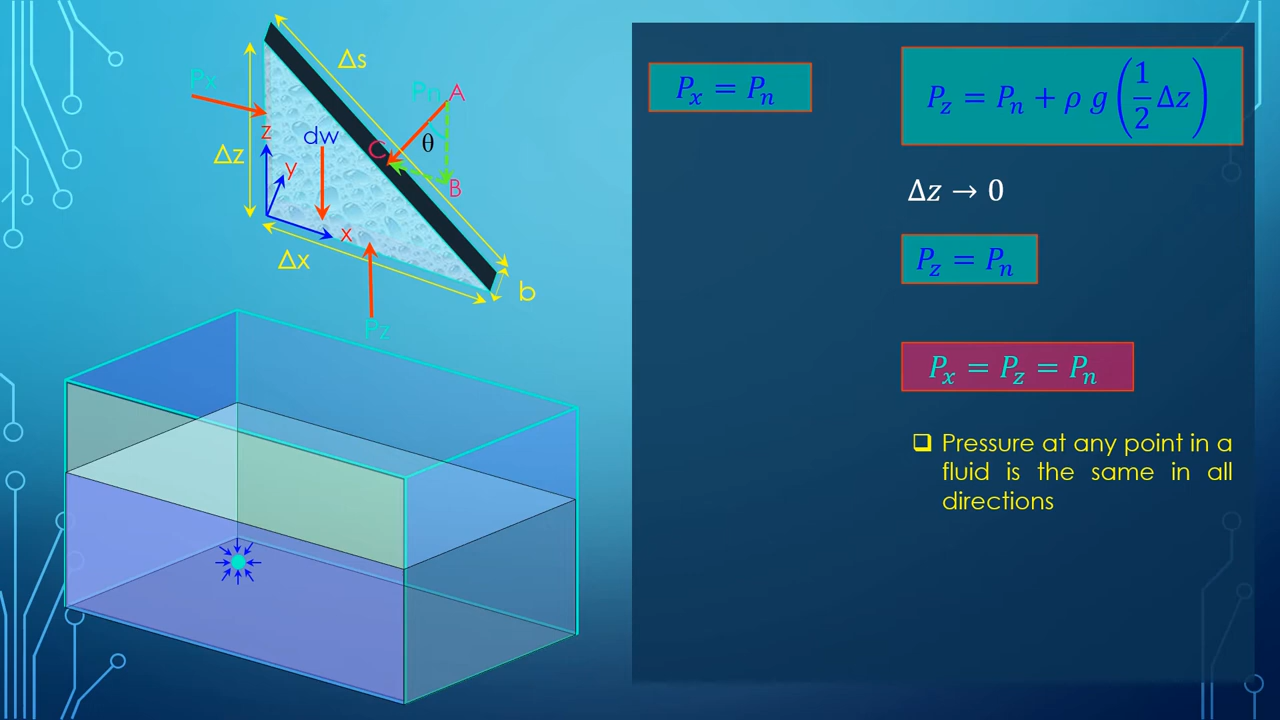 Δs
Px
Pn
A
z
dw
C
θ
Δz
y
B
x
Δx
b
Pz
P_x = P_n
P_z = P_n + ρ g (1/2 Δz)
Δz → 0
P_z = P_n
P_x = P_z = P_n
❑ Pressure at any point in a
fluid is the same in all
directions